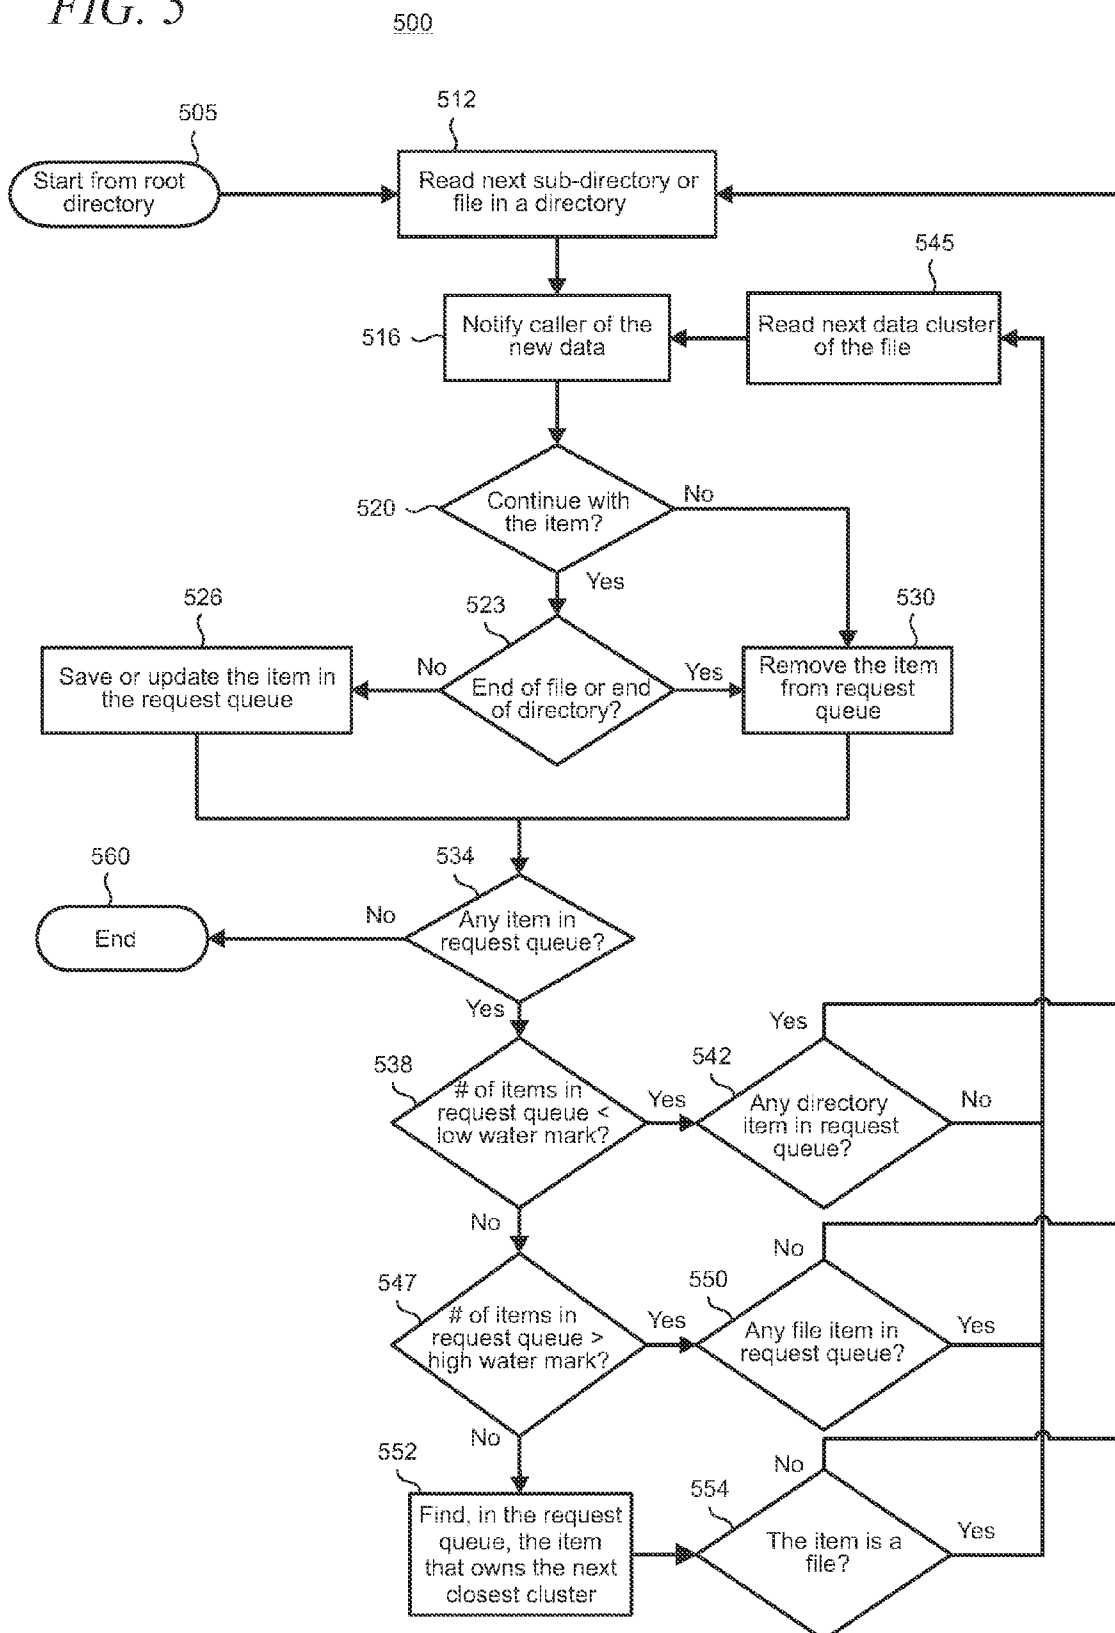 FIG. 5
500
505
Start from root
directory
512
Read next sub-directory or
file in a directory
545
516
Notify caller of the
new data
Read next data cluster
of the file
520
Continue with
the item?
No
Yes
526
523
530
Save or update the item in
the request queue
No
End of file or end
of directory?
Yes
Remove the item
from request
queue
560
534
End
No
Any item in
request queue?
Yes
Yes
538
# of items in
request queue <
low water mark?
Yes
542
Any directory
item in request
queue?
No
No
No
547
# of items in
request queue >
high water mark?
Yes
550
Any file item in
request queue?
Yes
No
No
552
Find, in the request
queue, the item
that owns the next
closest cluster
554
The item is a
file?
Yes